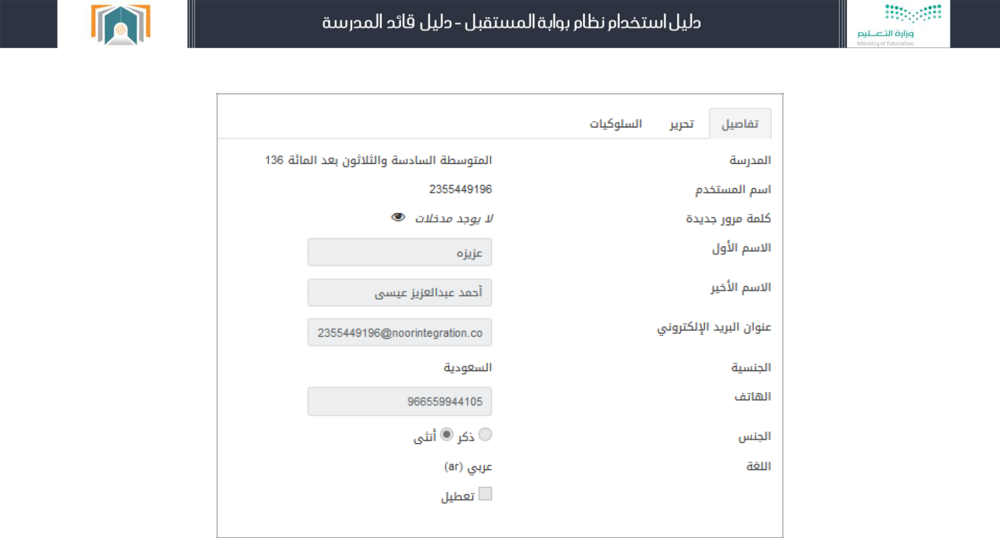 دليل استخدام نظام بوابة المستقبل - دليل قائد المدرسة
وزارة التعليم
Ministry of Education
تفاصيل تحرير السلوكيات
المدرسة المتوسطة السادسة والثلاثون بعد المائة 136
اسم المستخدم 2355449196
كلمة مرور جديدة لا يوجد مدخلات
الاسم الأول عزيزه
الاسم الأخير أحمد عبدالعزيز عيسى
عنوان البريد الإلكتروني 2355449196@noorintegration.co
الجنسية السعودية
الهاتف 966559944105
الجنس ذكر أنثى
اللغة عربي (ar)
تعطيل